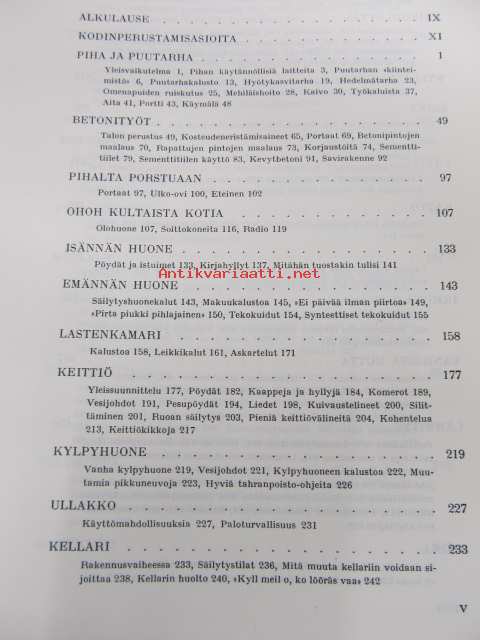 ALKULAUSE . . . . . . . . . . . . IX
KODINPERUSTAMISASIOITA . . . . . . . . XI
PIHA JA PUUTARHA . . . . . . . . . . 1
Yleisvaikutelma 1, Pihan käytännöllisiä laitteita 3, Puutarhan «kiintei-
mistö» 6, Puutarhakalusto 13, Hyötykasvitarha 19, Hedelmätarha 23,
Omenapuiden ruiskutus 25, Mehiläishoito 28, Kaivo 30, Työkaluista 37,
Aita 41, Portti 43, Käymälä 48
BETONITYÖT . . . . . . . . . . . . 49
Talon perustus 49, Kosteudeneristämisaineet 65, Portaat 69, Betonipintojen
maalaus 70, Rapattujen pintojen maalaus 73, Korjaustöitä 74, Sementti-
tiilet 79, Sementtitiilen käyttö 83, Kevytbetoni 91, Savirakenne 92
PIHALTA PORSTUAAN . . . . . . . . . 97
Portaat 97, Ulko-ovi 100, Eteinen 102
OHOH KULTAISTA KOTIA . . . . . . . . 107
Olohuone 107, Soittokoneita 116, Radio 119
ISÄNNÄN HUONE . . . . . . . . . . . 133
Pöydät ja istuimet 133, Kirjahyllyt 137, Mitähän tuostakin tulisi 141
Antikvariaatti.net
EMÄNNÄN HUONE . . . . . . . . . . . 143
Säilytyshuonekalut 143, Makuukalustoa 145, »Ei päivää ilman piirtoa» 149,
»Pirta piukki pihlajainen» 150, Tekokuidut 154, Synteettiset tekokuidut 155
LASTENKAMARI . . . . . . . . . . . 158
Kalustoa 158, Leikkikalut 161, Askartelut 171
KEITTIÖ . . . . . . . . . . . . . 177
Yleissuunnittelu 177, Pöydät 182, Kaappeja ja hyllyjä 184, Komerot 189,
Vesijohdot 191, Pesupöydät 194, Liedet 198, Kuivaustelineet 200, Silit-
täminen 201, Ruoan säilytys 203, Pieniä keittiövälineitä 204, Kohentelua
213, Keittiökikkoja 217
KYLPYHUONE . . . . . . . . . . . . 219
Vanha kylpyhuone 219, Vesijohdot 221, Kylpyhuoneen kalustoa 222, Muu-
tamia pikkuneuvoja 223, Hyviä tahranpoisto-ohjeita 226
ULLAKKO . . . . . . . . . . . . . 227
Käyttömahdollisuuksia 227, Paloturvallisuus 231
KELLARI . . . . . . . . . . . . . 233
Rakennusvaiheessa 233, Säilytystilat 236, Mitä muuta kellariin voidaan si-
joittaa 238, Kellarin huolto 240, »Kyll meil o, ko lööräs vaa» 242
V